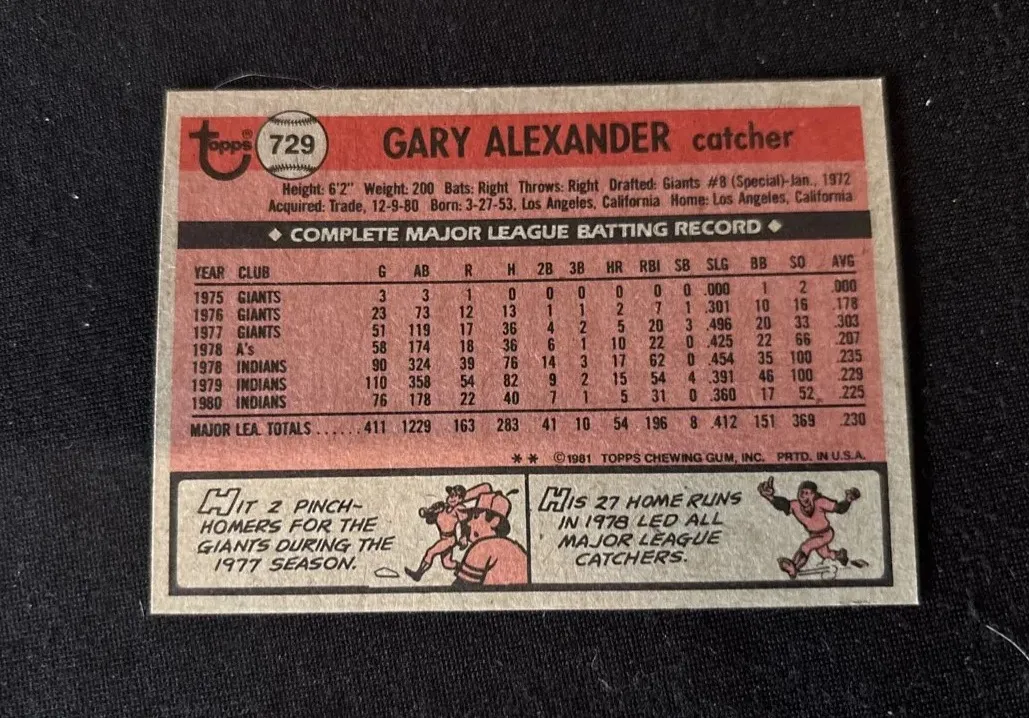 Topps® 729 GARY ALEXANDER catcher
Height: 6'2" Weight: 200 Bats: Right Throws: Right Drafted: Giants #8 (Special)-Jan., 1972
Acquired: Trade, 12-9-80 Born: 3-27-53, Los Angeles, California Home: Los Angeles, California
◆ COMPLETE MAJOR LEAGUE BATTING RECORD ◆
YEAR CLUB G AB R H 2B 3B HR RBI SB SLG BB SO AVG
1975 GIANTS 3 3 1 0 0 0 0 0 0 .000 1 2 .000
1976 GIANTS 23 73 12 13 1 1 2 7 1 .301 10 16 .178
1977 GIANTS 51 119 17 36 4 2 5 20 3 .496 20 33 .303
1978 A's 58 174 18 36 6 1 10 22 0 .425 22 66 .207
1978 INDIANS 90 324 39 76 14 3 17 62 0 .454 35 100 .235
1979 INDIANS 110 358 54 82 9 2 15 54 4 .391 46 100 .229
1980 INDIANS 76 178 22 40 7 1 5 31 0 .360 17 52 .225
MAJOR LEA. TOTALS ...... 411 1229 163 283 41 10 54 196 8 .412 151 369 .230
** ©1981 TOPPS CHEWING GUM, INC. PRTD. IN U.S.A.
HIT 2 PINCH-
HOMERS FOR THE
GIANTS DURING THE
1977 SEASON.
HIS 27 HOME RUNS
IN 1978 LED ALL
MAJOR LEAGUE
CATCHERS.